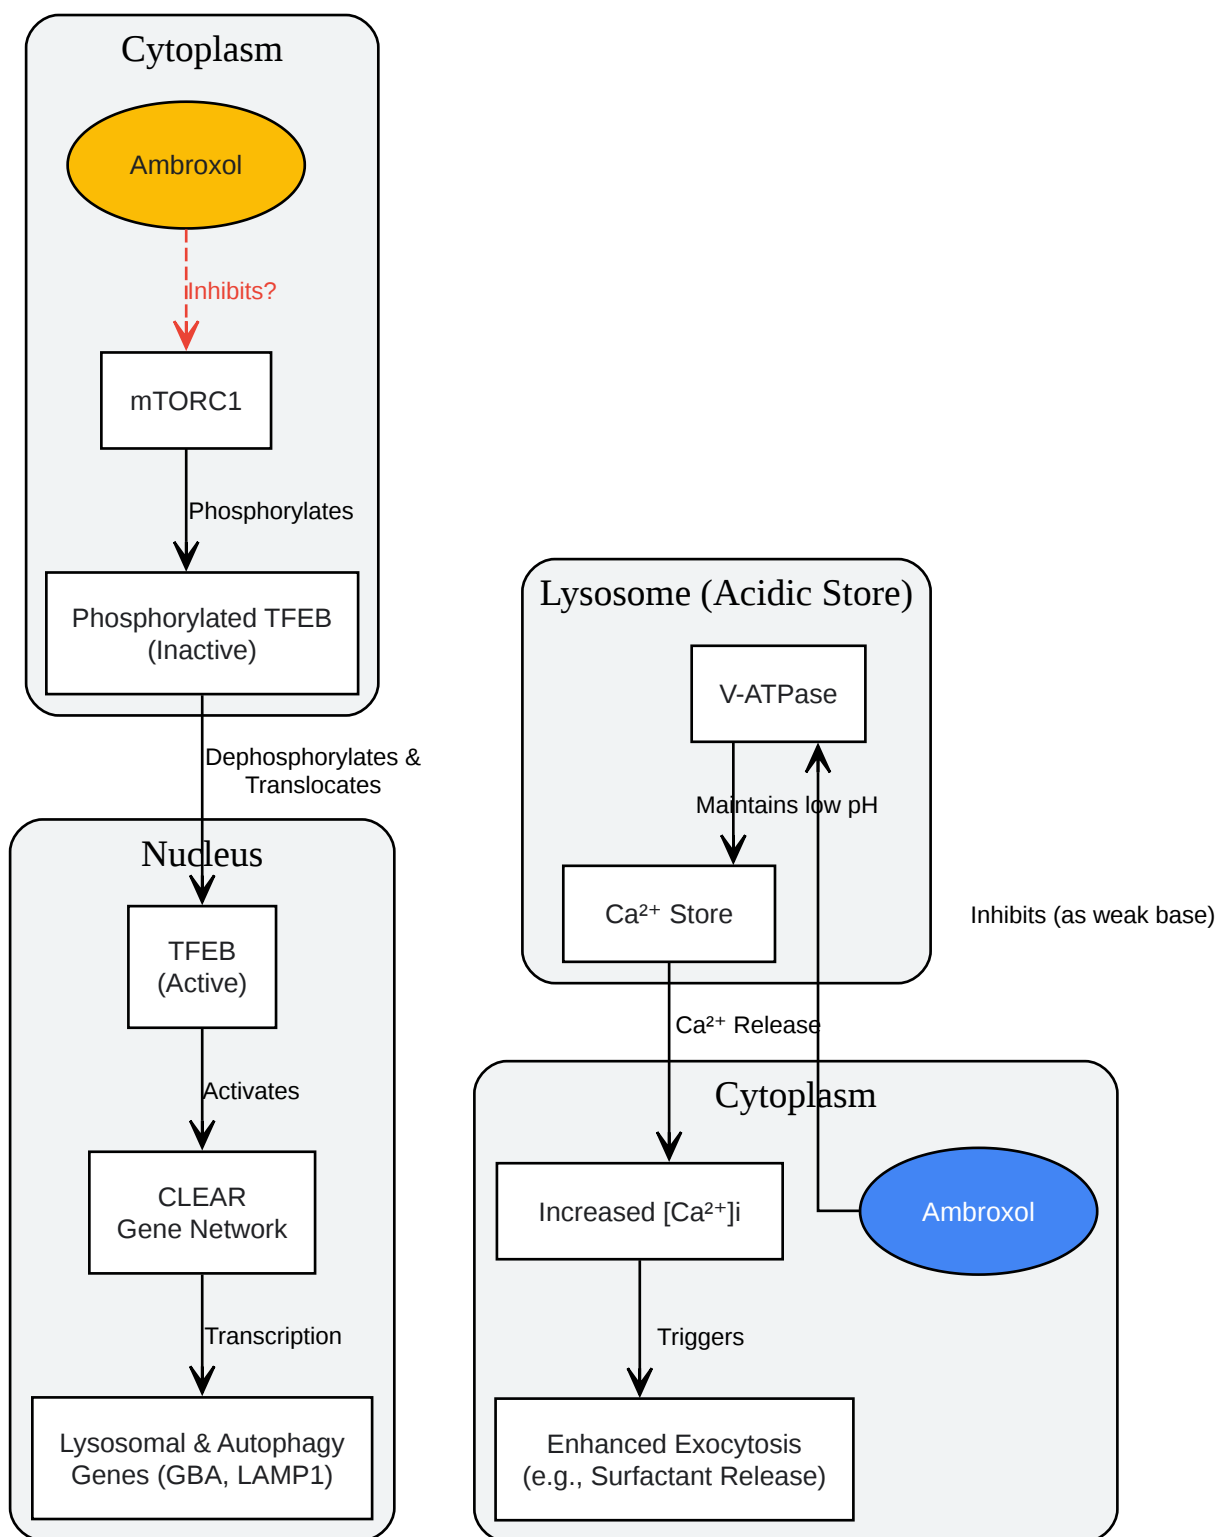 Cytoplasm
Ambroxol
Inhibits?
mTORC1
Phosphorylates
Phosphorylated TFEB
(Inactive)
Dephosphorylates &
Translocates
Nucleus
TFEB
(Active)
Activates
CLEAR
Gene Network
Transcription
Lysosomal & Autophagy
Genes (GBA, LAMP1)
Lysosome (Acidic Store)
V-ATPase
Maintains low pH
Ca²⁺ Store
Inhibits (as weak base)
Ca²⁺ Release
Cytoplasm
Increased [Ca²⁺]i
Ambroxol
Triggers
Enhanced Exocytosis
(e.g., Surfactant Release)